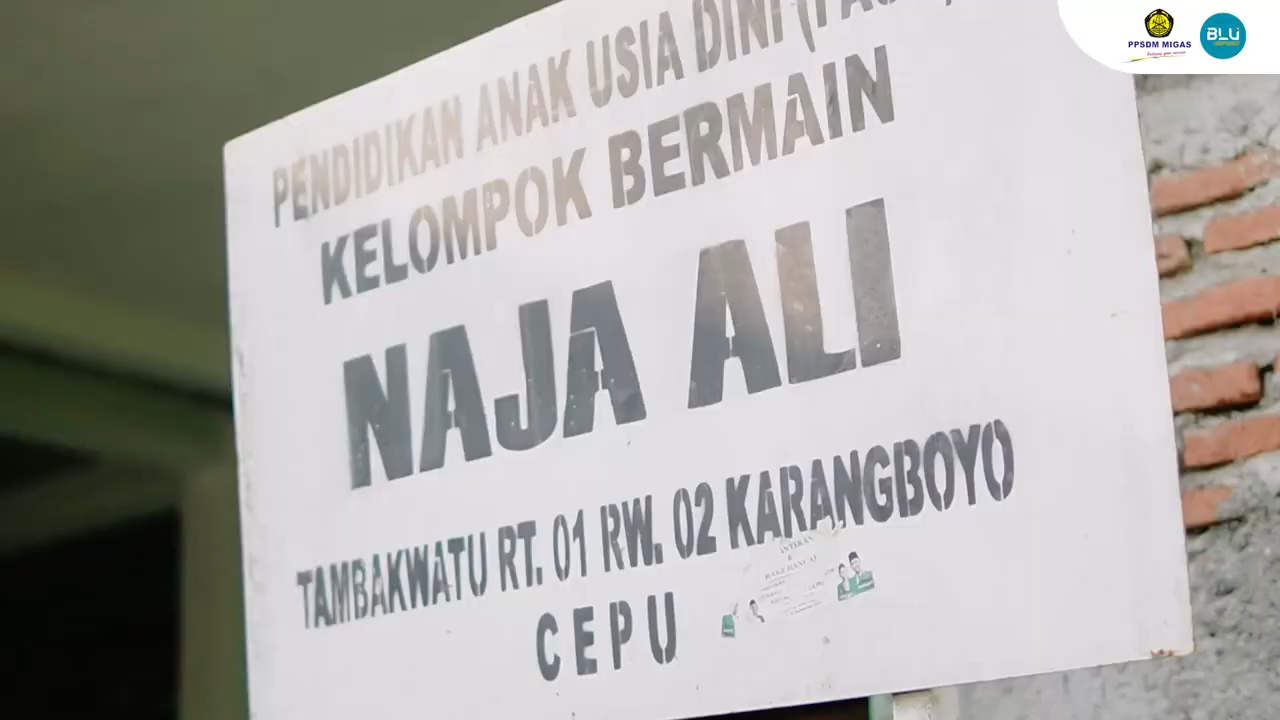 PENDIDIKAN ANAK USIA DINI
KELOMPOK BERMAIN
NAJA ALI
TAMBAKWATU RT. 01 RW. 02 KARANGBOYO
CEPU
PPSDM MIGAS
BLU